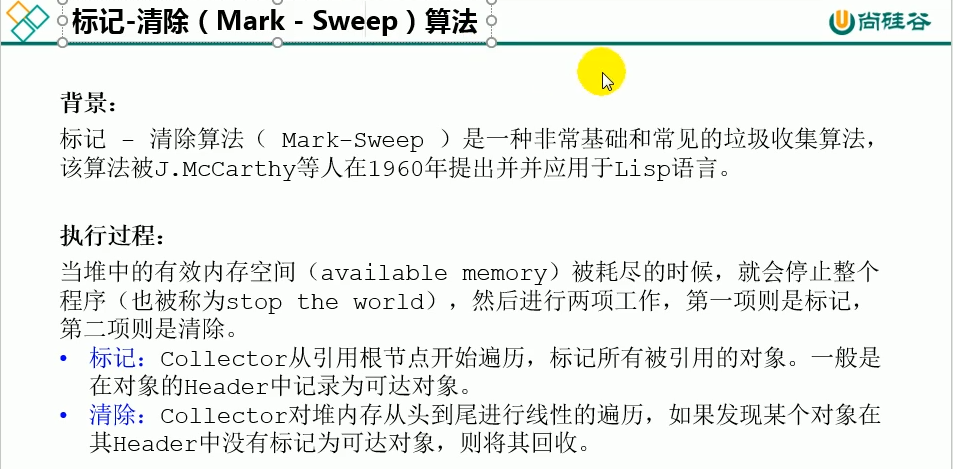 标记-清除（Mark - Sweep）算法
尚硅谷
背景：
标记 - 清除算法（ Mark-Sweep ）是一种非常基础和常见的垃圾收集算法，
该算法被J.McCarthy等人在1960年提出并并应用于Lisp语言。
执行过程：
当堆中的有效内存空间（available memory）被耗尽的时候，就会停止整个
程序（也被称为stop the world），然后进行两项工作，第一项则是标记，
第二项则是清除。
• 标记：Collector从引用根节点开始遍历，标记所有被引用的对象。一般是
在对象的Header中记录为可达对象。
• 清除：Collector对堆内存从头到尾进行线性的遍历，如果发现某个对象在
其Header中没有标记为可达对象，则将其回收。